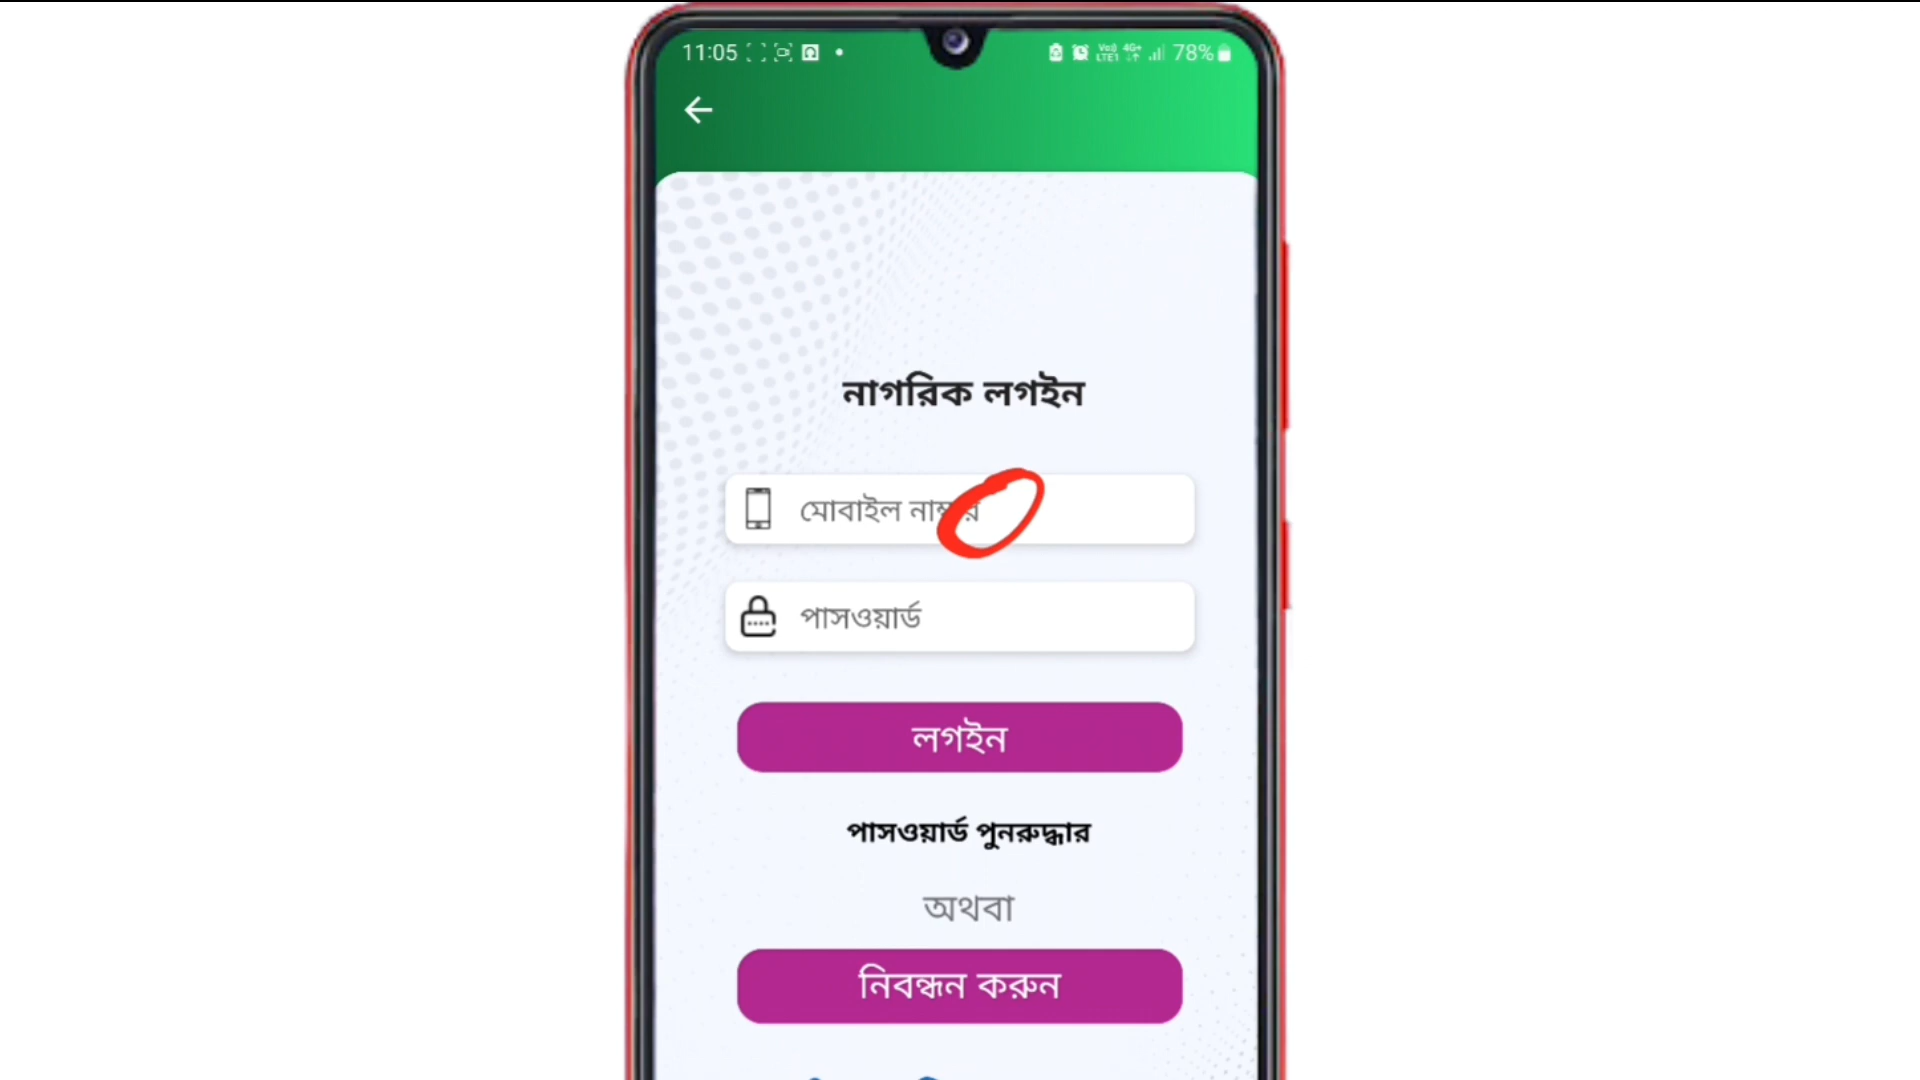 11:05 78%
নাগরিক লগইন
মোবাইল নাম্বার
পাসওয়ার্ড
লগইন
পাসওয়ার্ড পুনরুদ্ধার
অথবা
নিবন্ধন করুন